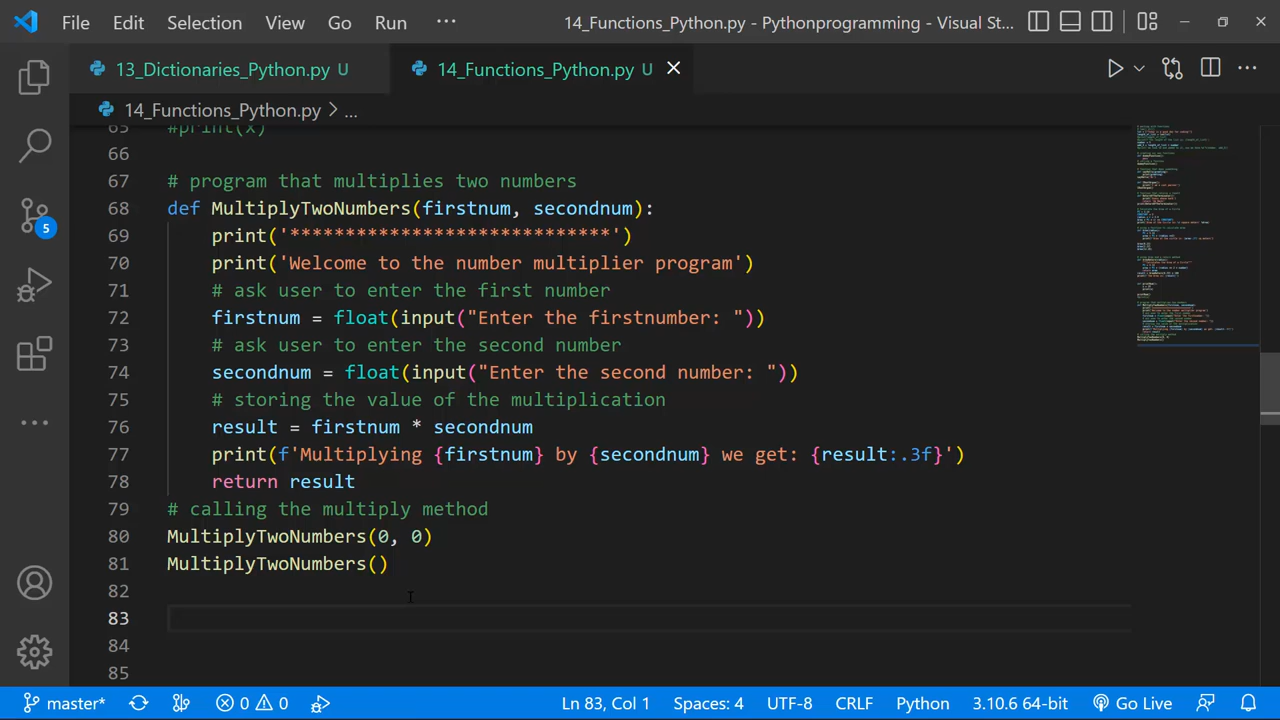 File Edit Selection View Go Run ··· 14_Functions_Python.py - Pythonprogramming - Visual St...
13_Dictionaries_Python.py U 14_Functions_Python.py U
14_Functions_Python.py > ...
65 #print(x)
66
67 # program that multiplies two numbers
68 def MultiplyTwoNumbers(firstnum, secondnum):
69 print('*****************************')
70 print('Welcome to the number multiplier program')
71 # ask user to enter the first number
72 firstnum = float(input("Enter the firstnumber: "))
73 # ask user to enter the second number
74 secondnum = float(input("Enter the second number: "))
75 # storing the value of the multiplication
76 result = firstnum * secondnum
77 print(f'Multiplying {firstnum} by {secondnum} we get: {result:.3f}')
78 return result
79 # calling the multiply method
80 MultiplyTwoNumbers(0, 0)
81 MultiplyTwoNumbers()
82
83
84
85
5
master* 0 0 Ln 83, Col 1 Spaces: 4 UTF-8 CRLF Python 3.10.6 64-bit Go Live